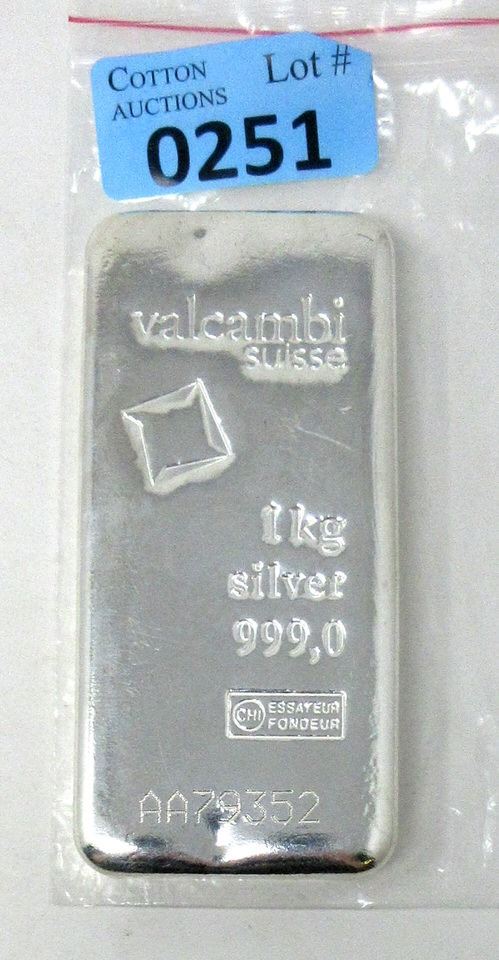 COTTON Lot #
AUCTIONS
0251
valcambi
suisse
1kg
silver
999,0
CHI ESSAYEUR
FONDEUR
AA79352